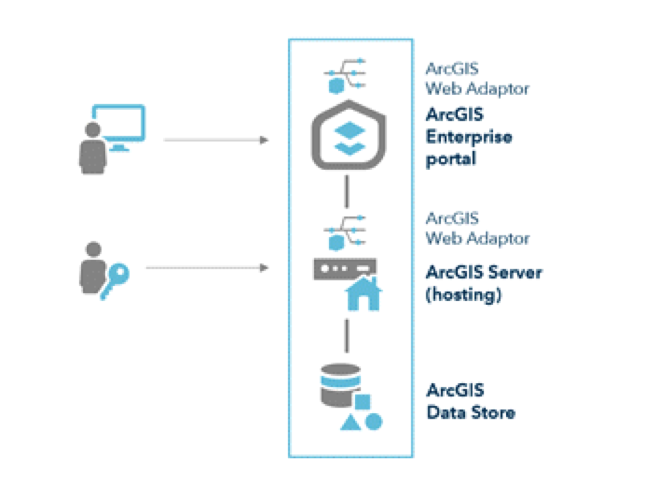 ArcGIS
Web Adaptor
ArcGIS
Enterprise
portal
ArcGIS
Web Adaptor
ArcGIS Server
(hosting)
ArcGIS
Data Store